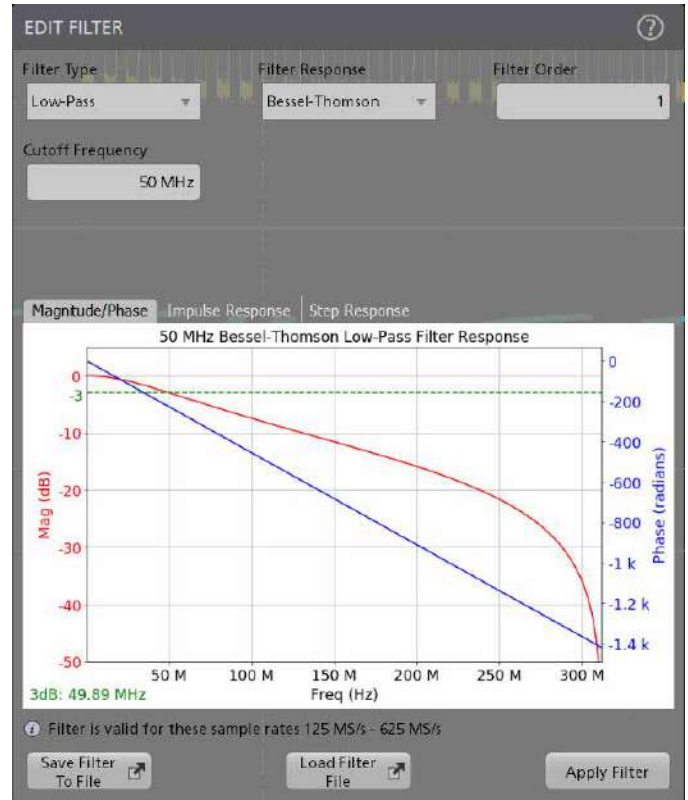 EDIT FILTER
?
Filter Type Filter Response Filter Order
Low-Pass Bessel-Thomson 1
Cutoff Frequency
50 MHz
Magnitude/Phase Impulse Response Step Response
50 MHz Bessel-Thomson Low-Pass Filter Response
0
-3
-10
-20
-30
-40
-50
Mag (dB)
0
-200
-400
-600
-800
-1 k
-1.2 k
-1.4 k
Phase (radians)
50 M 100 M 150 M 200 M 250 M 300 M
3dB: 49.89 MHz Freq (Hz)
i Filter is valid for these sample rates 125 MS/s - 625 MS/s
Save Filter
To File
Load Filter
File
Apply Filter